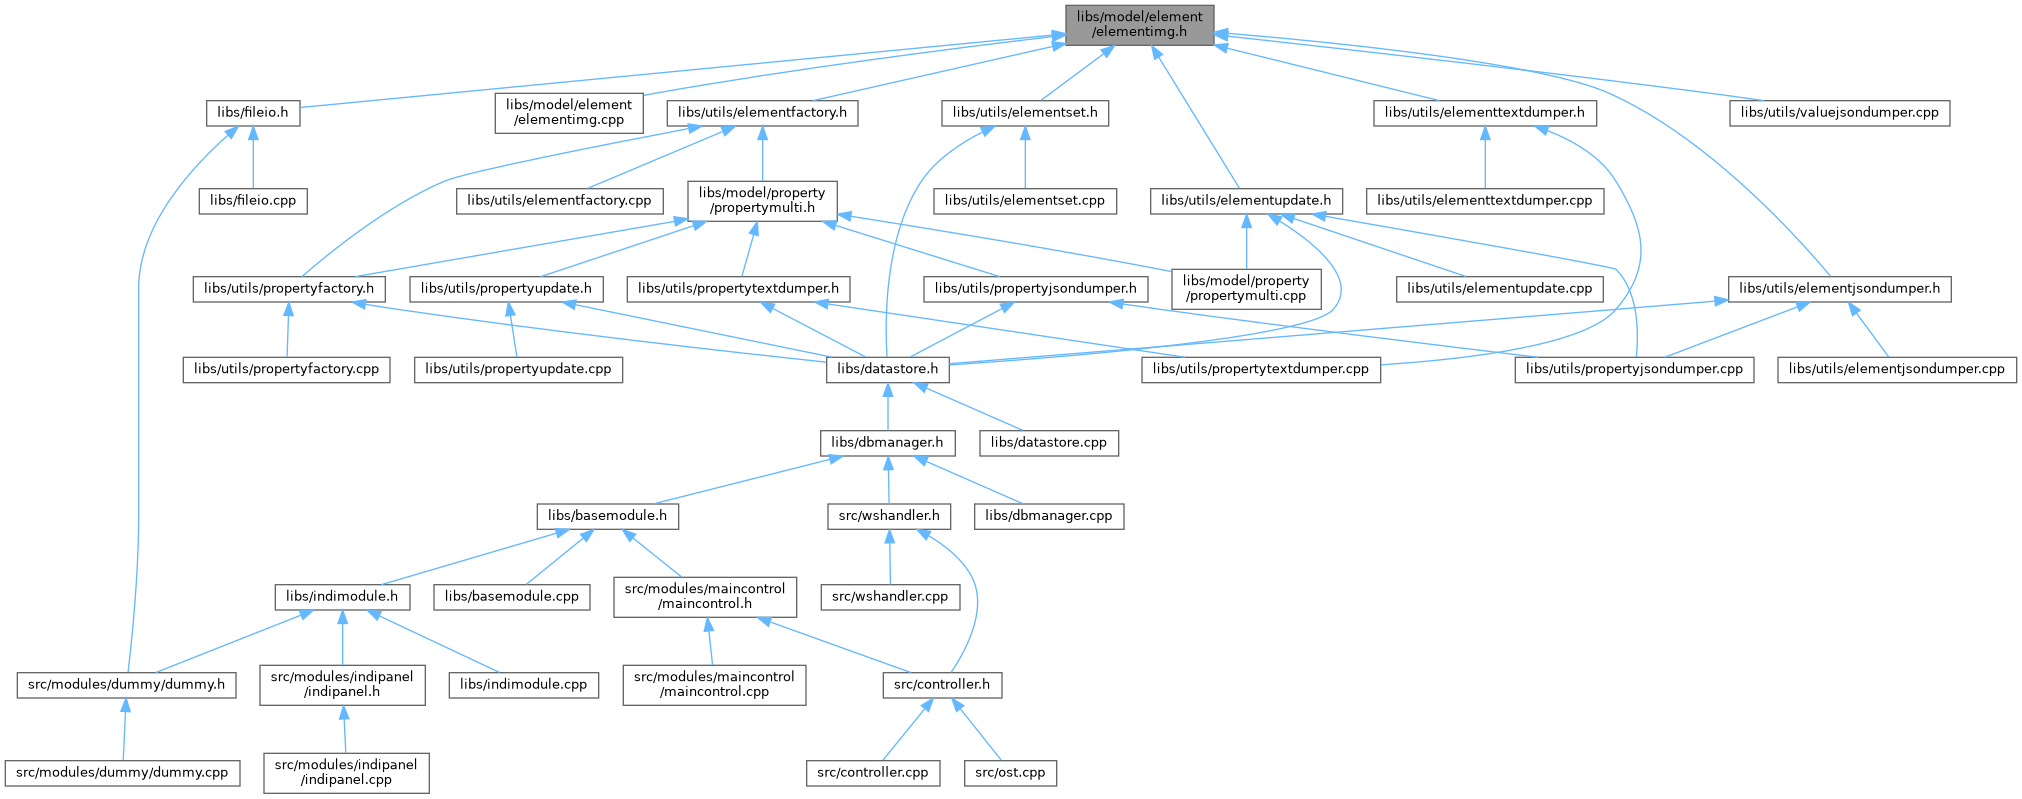 libs/model/element
/elementimg.h
libs/fileio.h
libs/model/element
/elementimg.cpp
libs/utils/elementfactory.h
libs/utils/elementset.h
libs/utils/elementtextdumper.h
libs/utils/valuejsondumper.cpp
libs/fileio.cpp
libs/utils/elementfactory.cpp
libs/model/property
/propertymulti.h
libs/utils/elementset.cpp
libs/utils/elementupdate.h
libs/utils/elementtextdumper.cpp
libs/utils/propertyfactory.h
libs/utils/propertyupdate.h
libs/utils/propertytextdumper.h
libs/utils/propertyjsondumper.h
libs/model/property
/propertymulti.cpp
libs/utils/elementupdate.cpp
libs/utils/elementjsondumper.h
libs/utils/propertyfactory.cpp
libs/utils/propertyupdate.cpp
libs/datastore.h
libs/utils/propertytextdumper.cpp
libs/utils/propertyjsondumper.cpp
libs/utils/elementjsondumper.cpp
libs/dbmanager.h
libs/datastore.cpp
libs/basemodule.h
src/wshandler.h
libs/dbmanager.cpp
libs/indimodule.h
libs/basemodule.cpp
src/modules/maincontrol
/maincontrol.h
src/wshandler.cpp
src/modules/dummy/dummy.h
src/modules/indipanel
/indipanel.h
libs/indimodule.cpp
src/modules/maincontrol
/maincontrol.cpp
src/controller.h
src/modules/dummy/dummy.cpp
src/modules/indipanel
/indipanel.cpp
src/controller.cpp
src/ost.cpp